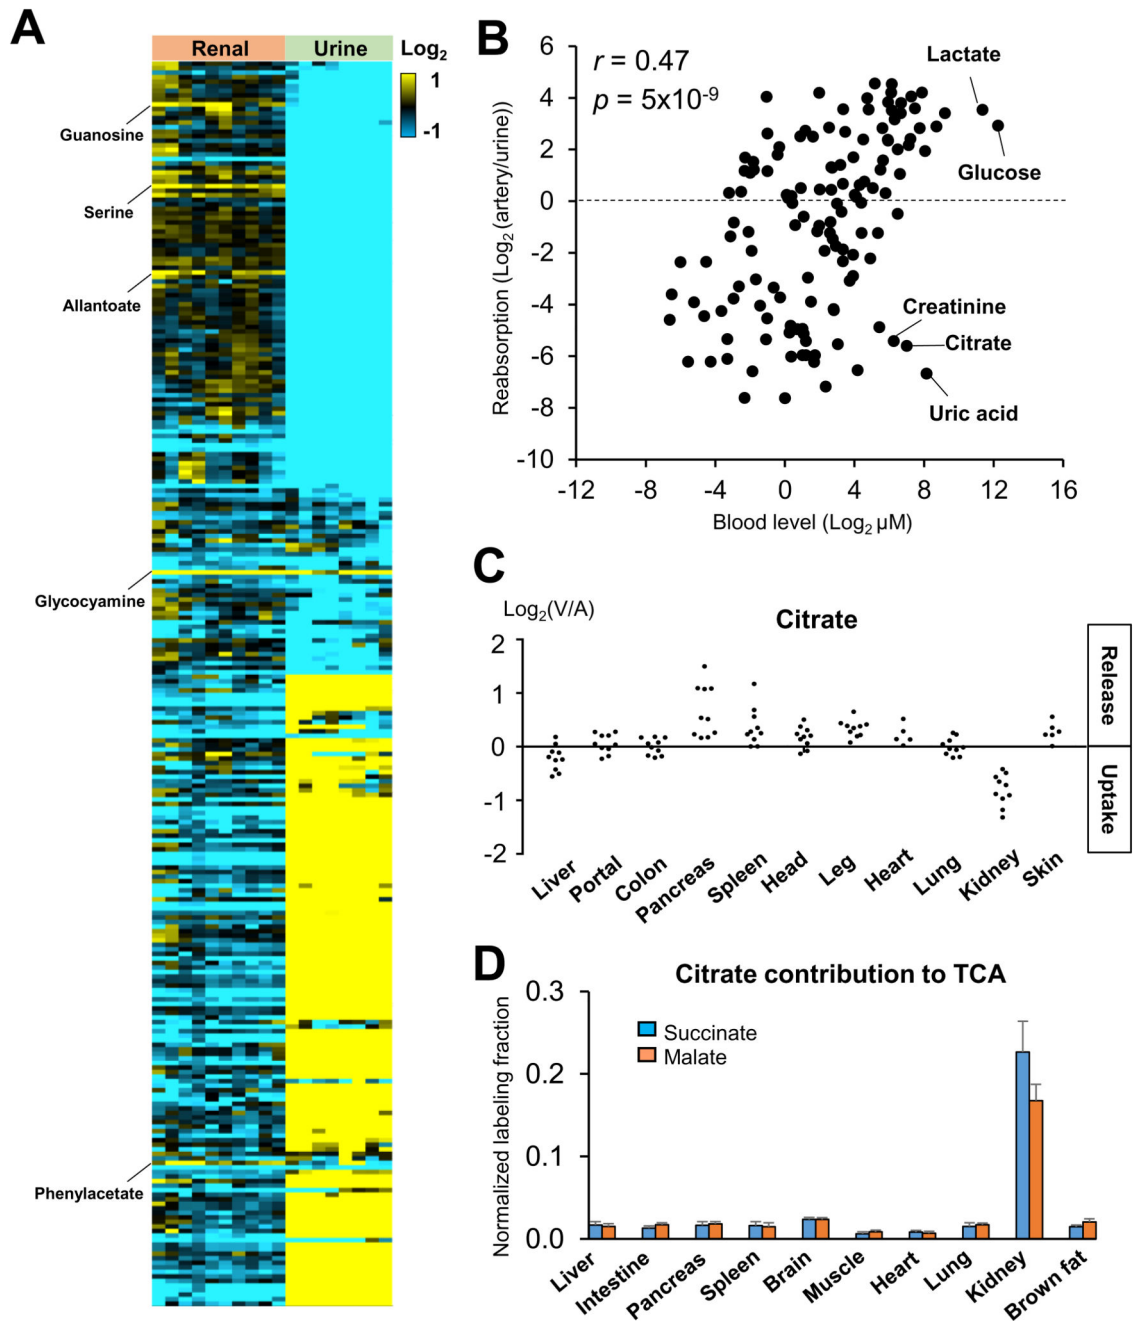 A
Renal
Urine
Log₂
1
-1
Guanosine
Serine
Allantoate
Glycocyamine
Phenylacetate
B
r = 0.47
p = 5x10⁻⁹
Reabsorption (Log₂ (artery/urine))
6
4
2
0
-2
-4
-6
-8
-10
-12
-8
-4
0
4
8
12
16
Blood level (Log₂ µM)
Lactate
Glucose
Creatinine
Citrate
Uric acid
C
Log₂(V/A)
Citrate
2
1
0
-1
-2
Release
Uptake
Liver
Portal
Colon
Pancreas
Spleen
Head
Leg
Heart
Lung
Kidney
Skin
D
Citrate contribution to TCA
Normalized labeling fraction
0.3
0.2
0.1
0.0
Succinate
Malate
Liver
Intestine
Pancreas
Spleen
Brain
Muscle
Heart
Lung
Kidney
Brown fat